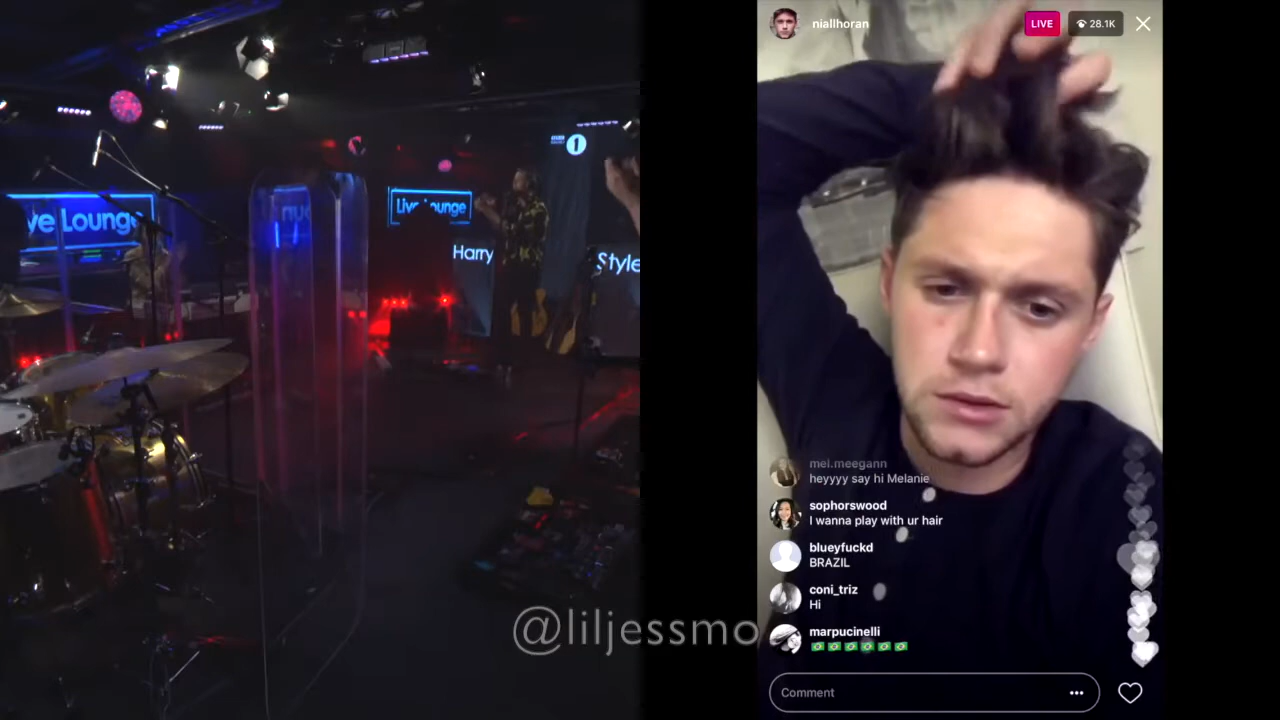 niallhoran
LIVE
28.1K
1
ve Lounge
Live Lounge
Harry
Style
mei.meegann
heyyyy say hi Melanie
sophorswood
I wanna play with ur hair
blueyfuckd
BRAZIL
coni_triz
Hi
marpucinelli
@liljessmo
Comment